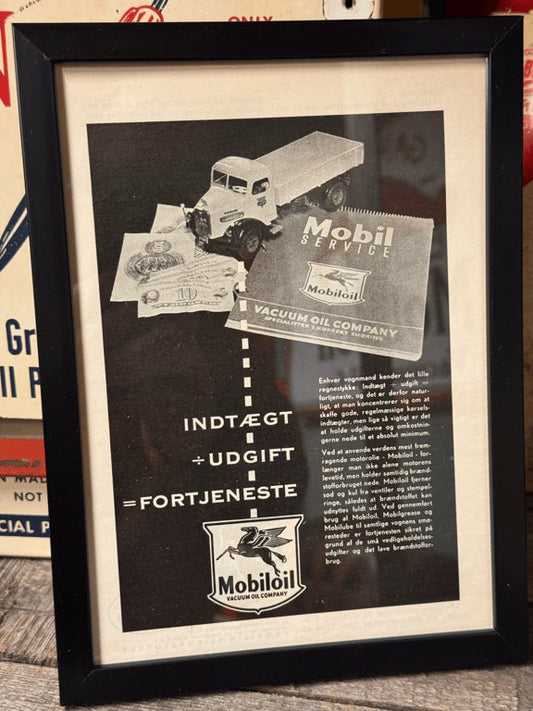 ONLY
10
Mobil
SERVICE
Mobiloil
VACUUM OIL COMPANY
SPECIALISTER I KORREKT SMØRING
Enhver vognmand kender det lille
regnestykke: Indtægt ÷ udgift =
fortjeneste, og det er derfor natur-
ligt, at man koncentrerer sig om at
skaffe gode, regelmæssige kørsels-
indtægter, men lige så vigtigt er det
at holde udgifterne og omkostnin-
gerne nede til et absolut minimum.
Ved at anvende verdens mest frem-
ragende motorolie - Mobiloil - for-
længer man ikke alene motorens
levetid, men holder samtidig brænd-
stofforbruget nede. Mobiloil fjerner
sod og kul fra ventiler og stempel-
ringe, således at brændstoffet kan
udnyttes fuldt ud. Ved gennemført
brug af Mobiloil, Mobilgrease og
Mobilube til samtlige vognens smø-
resteder er fortjenesten sikret på
grund af de små vedligeholdelses-
udgifter og det lave brændstoffor-
brug.
INDTÆGT
÷UDGIFT
=FORTJENESTE
Mobiloil
VACUUM OIL COMPANY
Gr
NOT
CIAL P